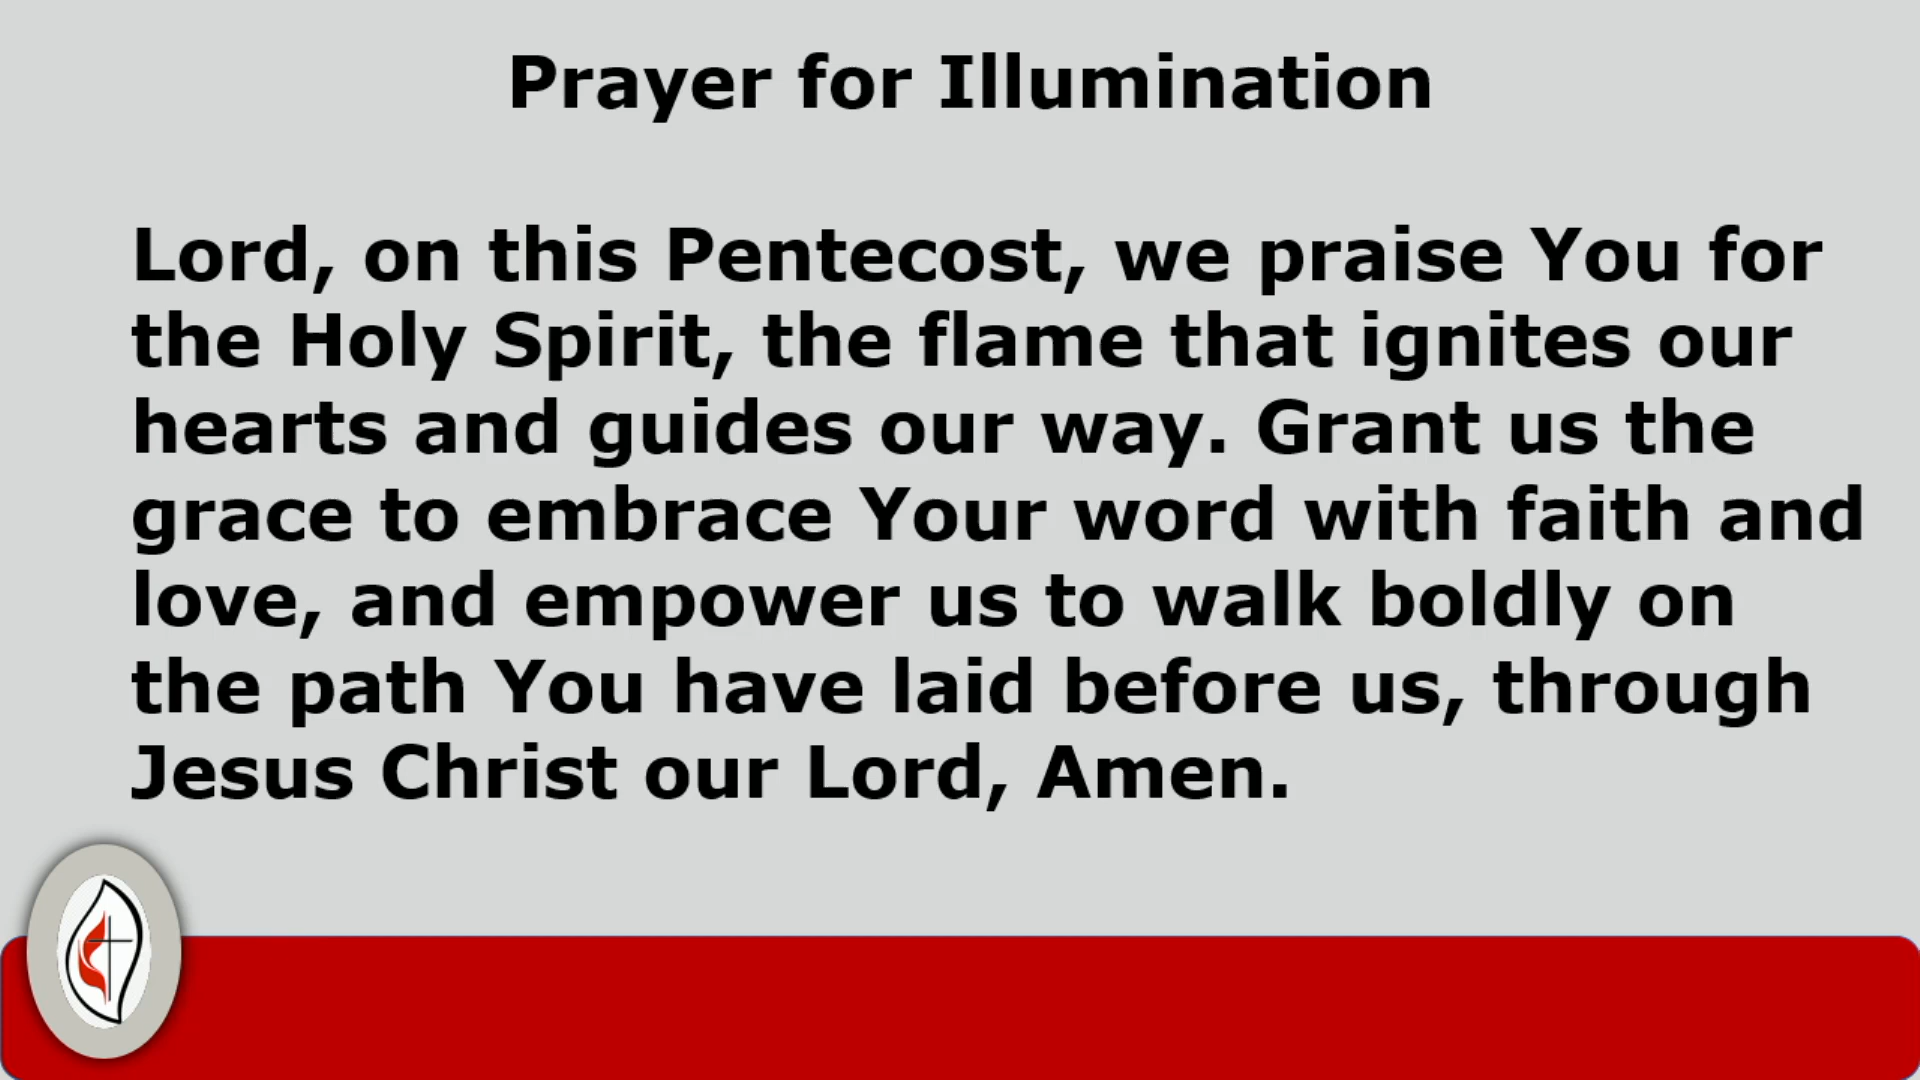 Prayer for Illumination
Lord, on this Pentecost, we praise You for
the Holy Spirit, the flame that ignites our
hearts and guides our way. Grant us the
grace to embrace Your word with faith and
love, and empower us to walk boldly on
the path You have laid before us, through
Jesus Christ our Lord, Amen.